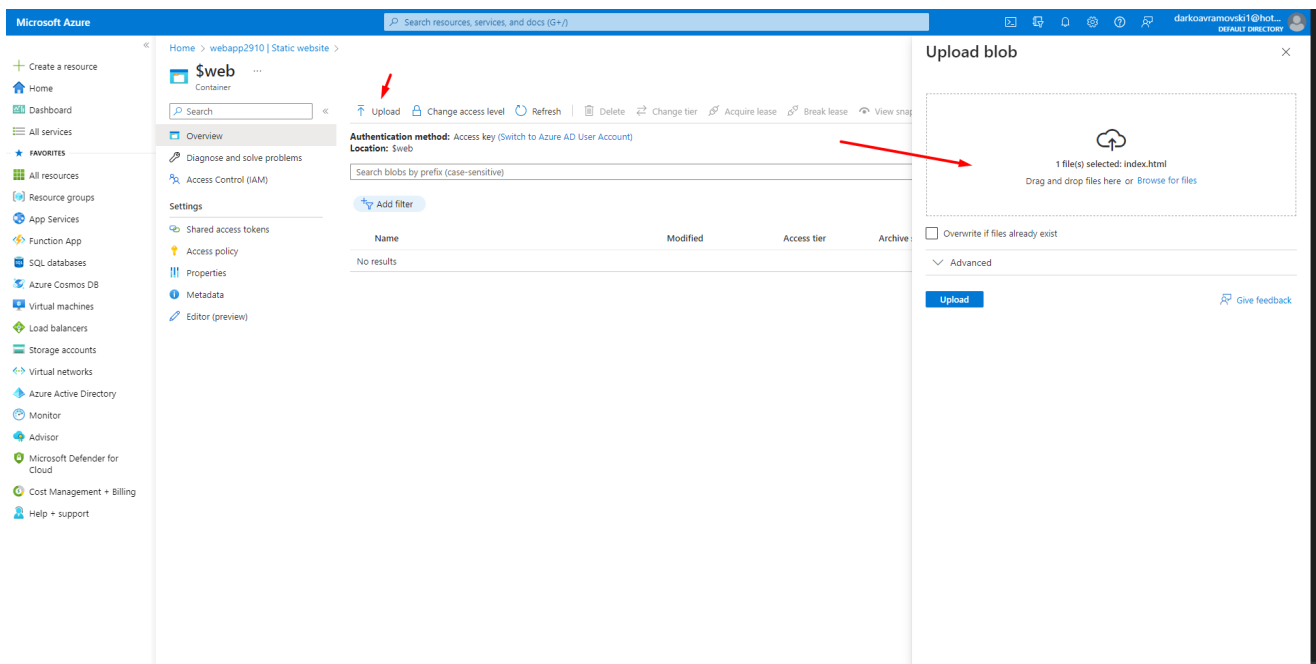 Microsoft Azure
Search resources, services, and docs (G+/)
darkoavramovski1@hot...
DEFAULT DIRECTORY
Create a resource
Home
Dashboard
All services
FAVORITES
All resources
Resource groups
App Services
Function App
SQL databases
Azure Cosmos DB
Virtual machines
Load balancers
Storage accounts
Virtual networks
Azure Active Directory
Monitor
Advisor
Microsoft Defender for
Cloud
Cost Management + Billing
Help + support
Home > webapp2910 | Static website >
$web ...
Container
Search
Overview
Diagnose and solve problems
Access Control (IAM)
Settings
Shared access tokens
Access policy
Properties
Metadata
Editor (preview)
Upload Change access level Refresh Delete Change tier Acquire lease Break lease View snap
Authentication method: Access key (Switch to Azure AD User Account)
Location: $web
Search blobs by prefix (case-sensitive)
Add filter
Name Modified Access tier Archive
No results
Upload blob
1 file(s) selected: index.html
Drag and drop files here or Browse for files
Overwrite if files already exist
Advanced
Upload
Give feedback